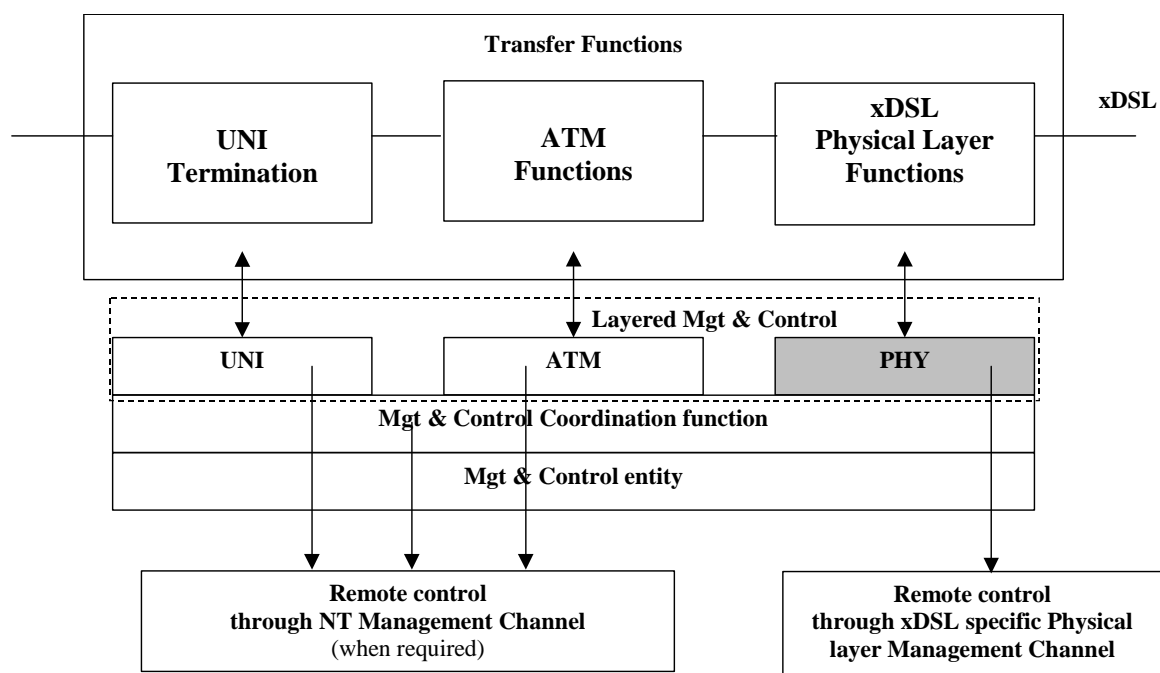 Transfer Functions
UNI
Termination
ATM
Functions
xDSL
Physical Layer
Functions
xDSL
Layered Mgt & Control
UNI
ATM
PHY
Mgt & Control Coordination function
Mgt & Control entity
Remote control
through NT Management Channel
(when required)
Remote control
through xDSL specific Physical
layer Management Channel